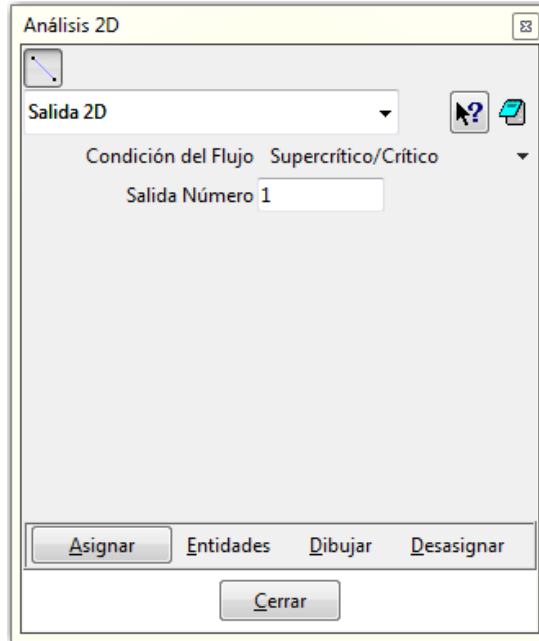 Análisis 2D
Salida 2D
Condición del Flujo Supercrítico/Crítico
Salida Número 1
Asignar Entidades Dibujar Desasignar
Cerrar